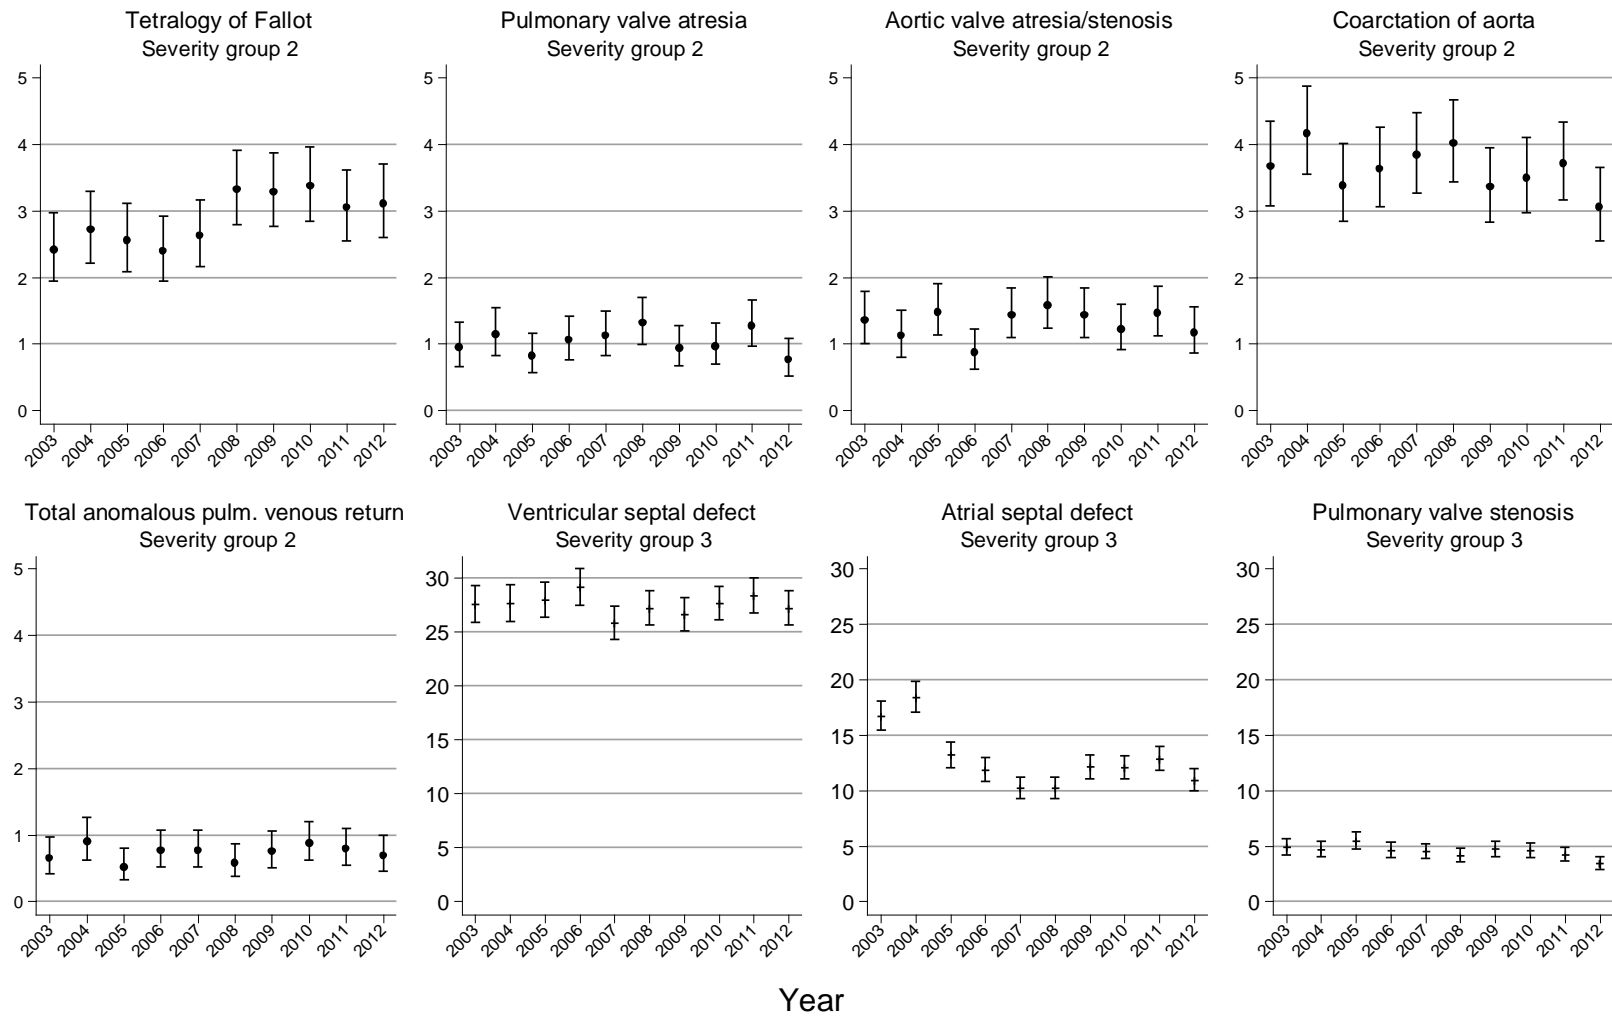 Tetralogy of Fallot
Severity group 2
5
4
3
2
1
0
2003 2004 2005 2006 2007 2008 2009 2010 2011 2012
Pulmonary valve atresia
Severity group 2
5
4
3
2
1
0
2003 2004 2005 2006 2007 2008 2009 2010 2011 2012
Aortic valve atresia/stenosis
Severity group 2
5
4
3
2
1
0
2003 2004 2005 2006 2007 2008 2009 2010 2011 2012
Coarctation of aorta
Severity group 2
5
4
3
2
1
0
2003 2004 2005 2006 2007 2008 2009 2010 2011 2012
Total anomalous pulm. venous return
Severity group 2
5
4
3
2
1
0
2003 2004 2005 2006 2007 2008 2009 2010 2011 2012
Ventricular septal defect
Severity group 3
30
25
20
15
10
5
0
2003 2004 2005 2006 2007 2008 2009 2010 2011 2012
Atrial septal defect
Severity group 3
30
25
20
15
10
5
0
2003 2004 2005 2006 2007 2008 2009 2010 2011 2012
Pulmonary valve stenosis
Severity group 3
30
25
20
15
10
5
0
2003 2004 2005 2006 2007 2008 2009 2010 2011 2012
Year